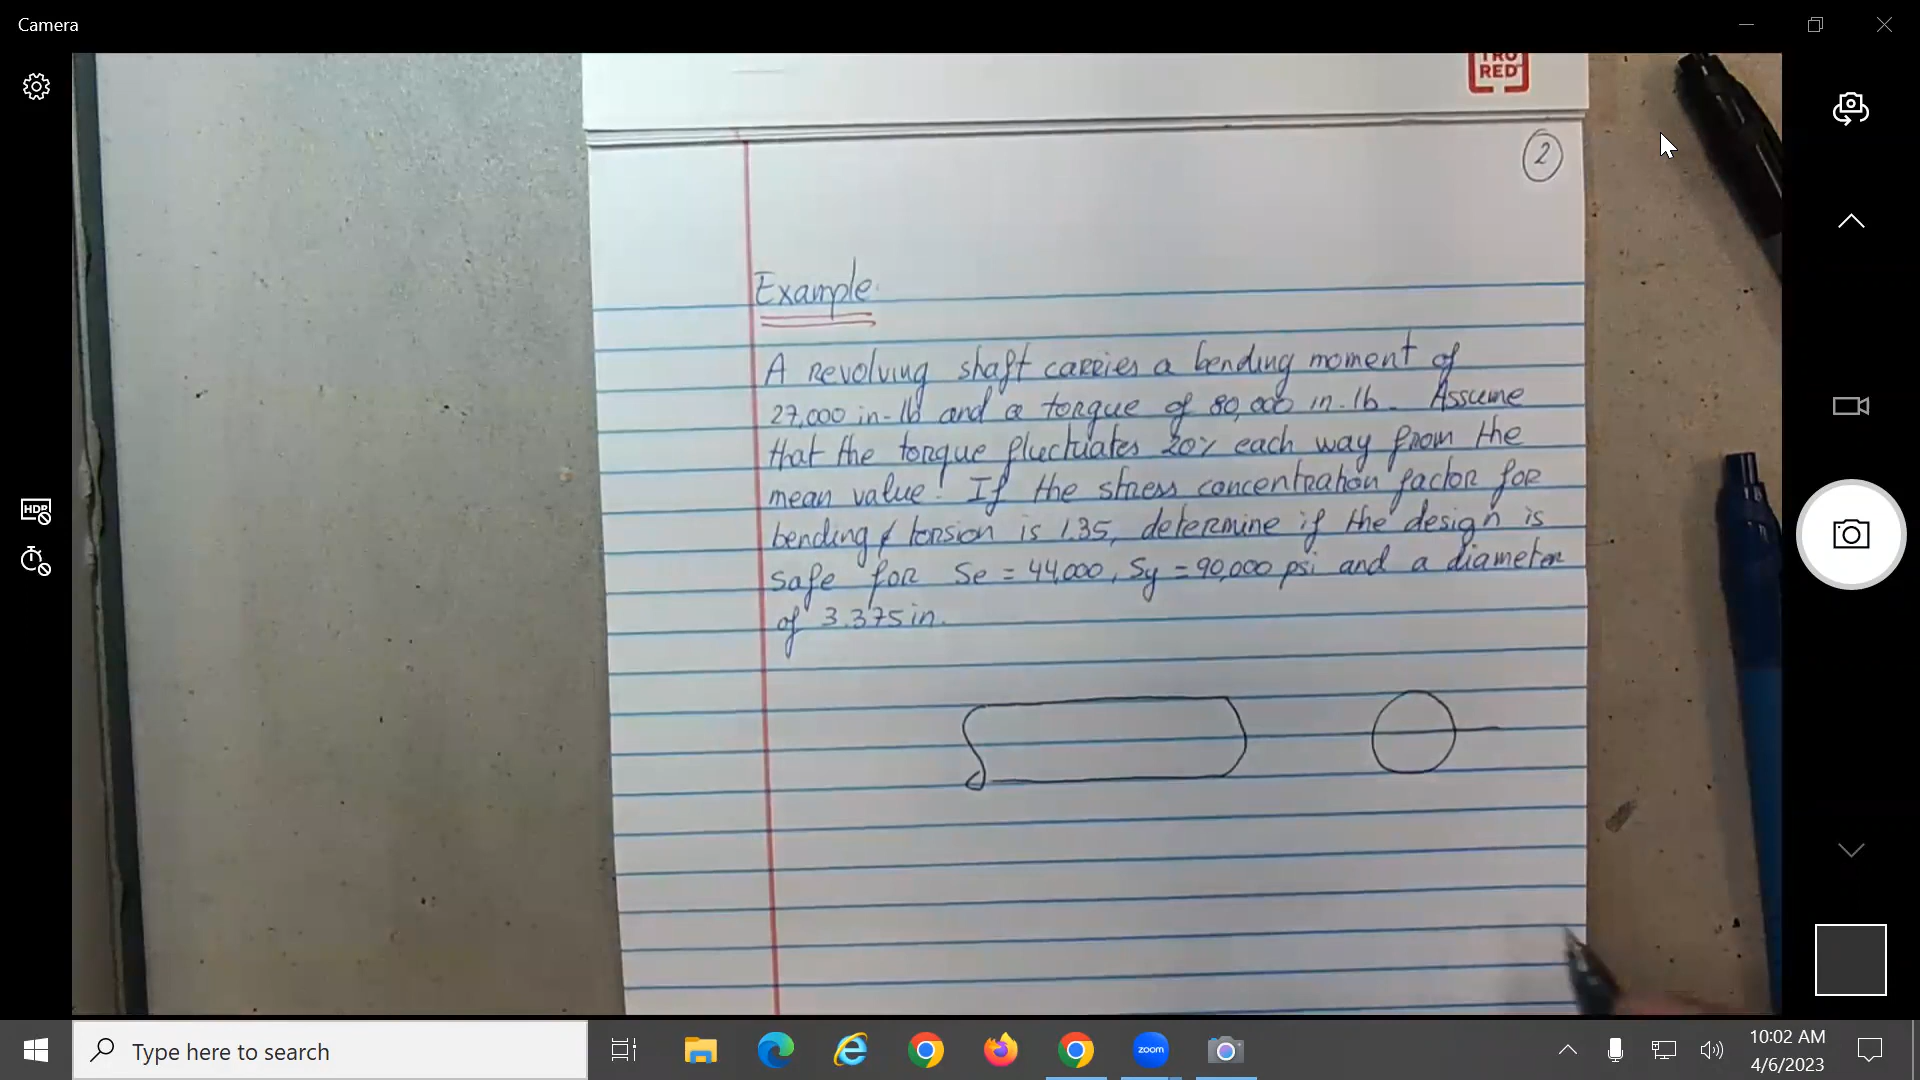 Camera
TRU
RED
2
Example
A revolving shaft carries a bending moment of
27,000 in-lb and a torque of 80,000 in.lb. Assume
that the torque fluctuates 20% each way from the
mean value! If the stress concentration factor for
bending & torsion is 1.35, determine if the design is
safe for Se = 44,000, Sy = 90,000 psi and a diameter
of 3.375 in.
HDR
Type here to search
zoom
10:02 AM
4/6/2023